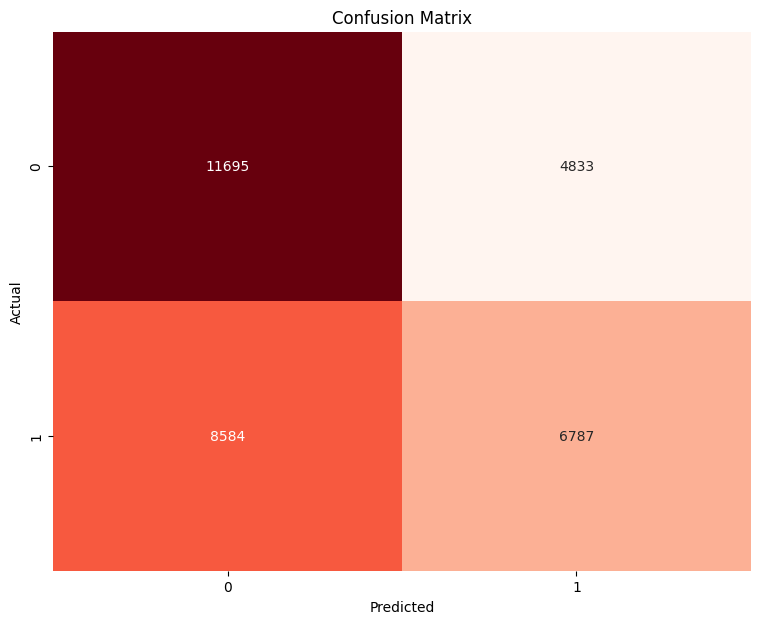 Confusion Matrix
0
11695
4833
Actual
1
8584
6787
0
1
Predicted